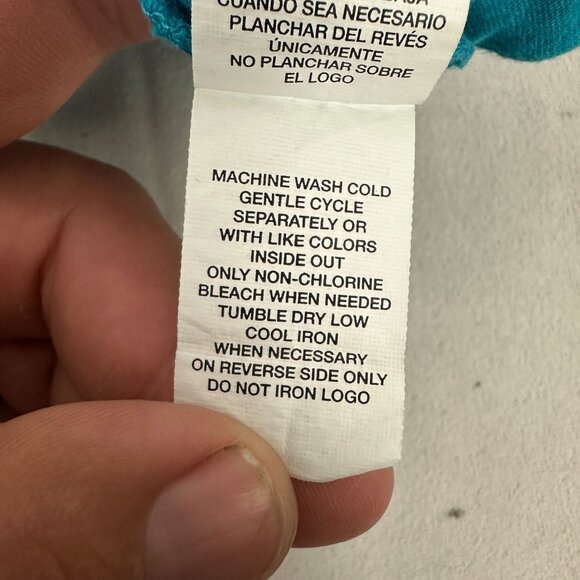 CUANDO SEA NECESARIO
PLANCHAR DEL REVÉS
ÚNICAMENTE
NO PLANCHAR SOBRE
EL LOGO
MACHINE WASH COLD
GENTLE CYCLE
SEPARATELY OR
WITH LIKE COLORS
INSIDE OUT
ONLY NON-CHLORINE
BLEACH WHEN NEEDED
TUMBLE DRY LOW
COOL IRON
WHEN NECESSARY
ON REVERSE SIDE ONLY
DO NOT IRON LOGO